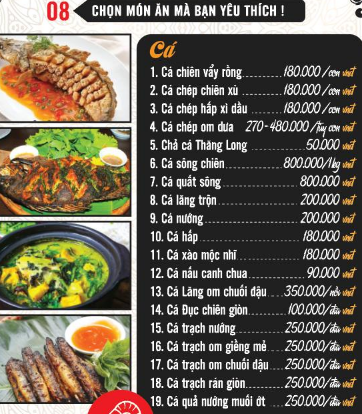 08 CHỌN MÓN ĂN MÀ BẠN YÊU THÍCH !
Cá
1. Cá chiên vẩy rồng 180.000/con vnđ
2. Cá chép chiên xù 180.000/con vnđ
3. Cá chép hấp xì dầu 180.000/con vnđ
4. Cá chép om dưa 270-480.000/tùy con vnđ
5. Chả cá Thăng Long 50.000 vnđ
6. Cá sông chiên 800.000/1kg vnđ
7. Cá quất sông 800.000 vnđ
8. Cá lăng trộn 200.000 vnđ
9. Cá nướng 200.000 vnđ
10. Cá hấp 180.000 vnđ
11. Cá xào mộc nhĩ 180.000 vnđ
12. Cá nấu canh chua 90.000 vnđ
13. Cá Lăng om chuối đậu 350.000/nồi vnđ
14. Cá Đục chiên giòn 100.000/đĩa vnđ
15. Cá trạch nướng 250.000/đĩa vnđ
16. Cá trạch om giềng mẻ 250.000/đĩa vnđ
17. Cá trạch om chuối đậu 250.000/đĩa vnđ
18. Cá trạch rán giòn 250.000/đĩa vnđ
19. Cá quả nướng muối ớt 250.000/đĩa vnđ